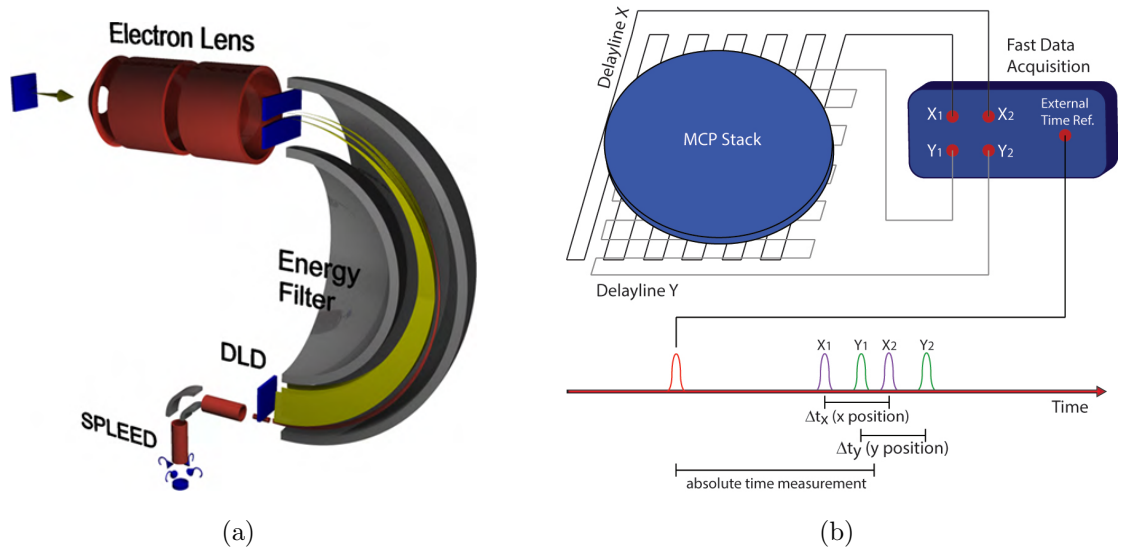 Electron Lens
Energy
Filter
DLD
SPLEED
(a)
Delayline X
MCP Stack
Delayline Y
Fast Data
Acquisition
X1
X2
External
Time Ref.
Y1
Y2
X1 Y1 X2 Y2
Time
Δtx (x position)
Δty (y position)
absolute time measurement
(b)